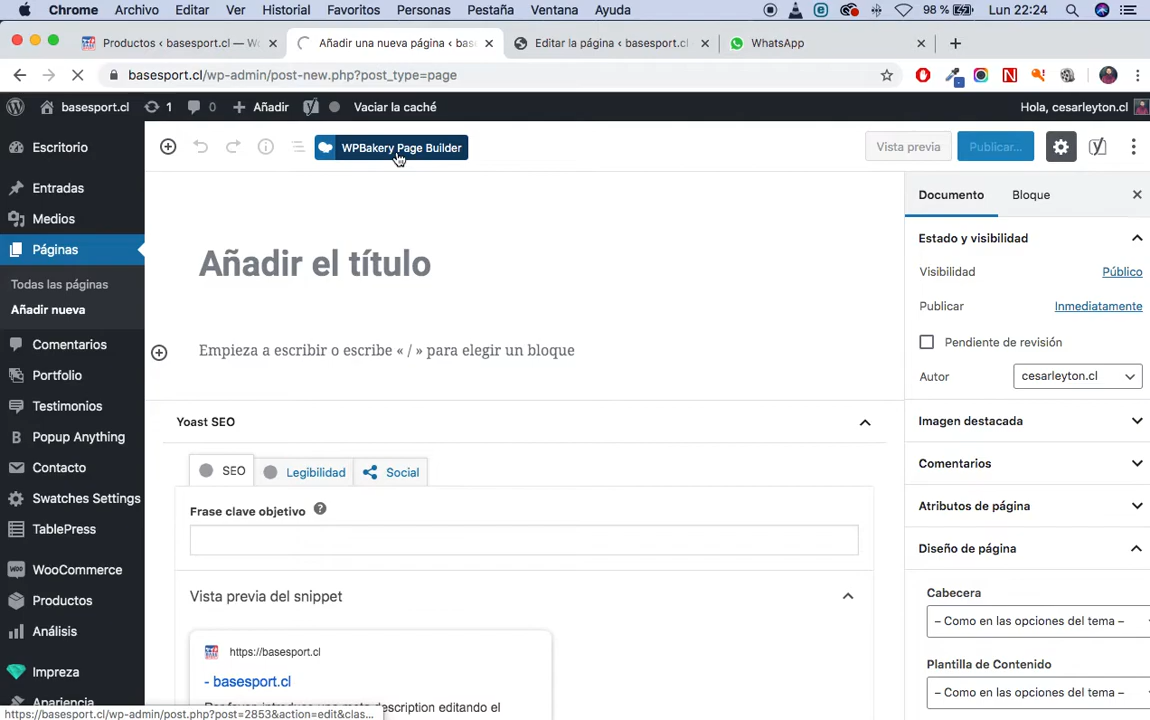 Chrome Archivo Editar Ver Historial Favoritos Personas Pestaña Ventana Ayuda 98 % Lun 22:24
Productos ‹ basesport.cl — W Añadir una nueva página ‹ bas Editar la página ‹ basesport.cl WhatsApp
basesport.cl/wp-admin/post-new.php?post_type=page
basesport.cl 1 0 Añadir Vaciar la caché Hola, cesarleyton.cl
Escritorio
Entradas
Medios
Páginas
Todas las páginas
Añadir nueva
Comentarios
Portfolio
Testimonios
Popup Anything
Contacto
Swatches Settings
TablePress
WooCommerce
Productos
Análisis
Impreza
Apariencia
WPBakery Page Builder
Vista previa Publicar...
Añadir el título
Empieza a escribir o escribe « / » para elegir un bloque
Yoast SEO
SEO Legibilidad Social
Frase clave objetivo ?
Vista previa del snippet
https://basesport.cl
- basesport.cl
Por favor introduce una meta description editando el
Documento Bloque
Estado y visibilidad
Visibilidad Público
Publicar Inmediatamente
Pendiente de revisión
Autor cesarleyton.cl
Imagen destacada
Comentarios
Atributos de página
Diseño de página
Cabecera
– Como en las opciones del tema –
Plantilla de Contenido
– Como en las opciones del tema –
https://basesport.cl/wp-admin/post.php?post=2853&action=edit&clas...